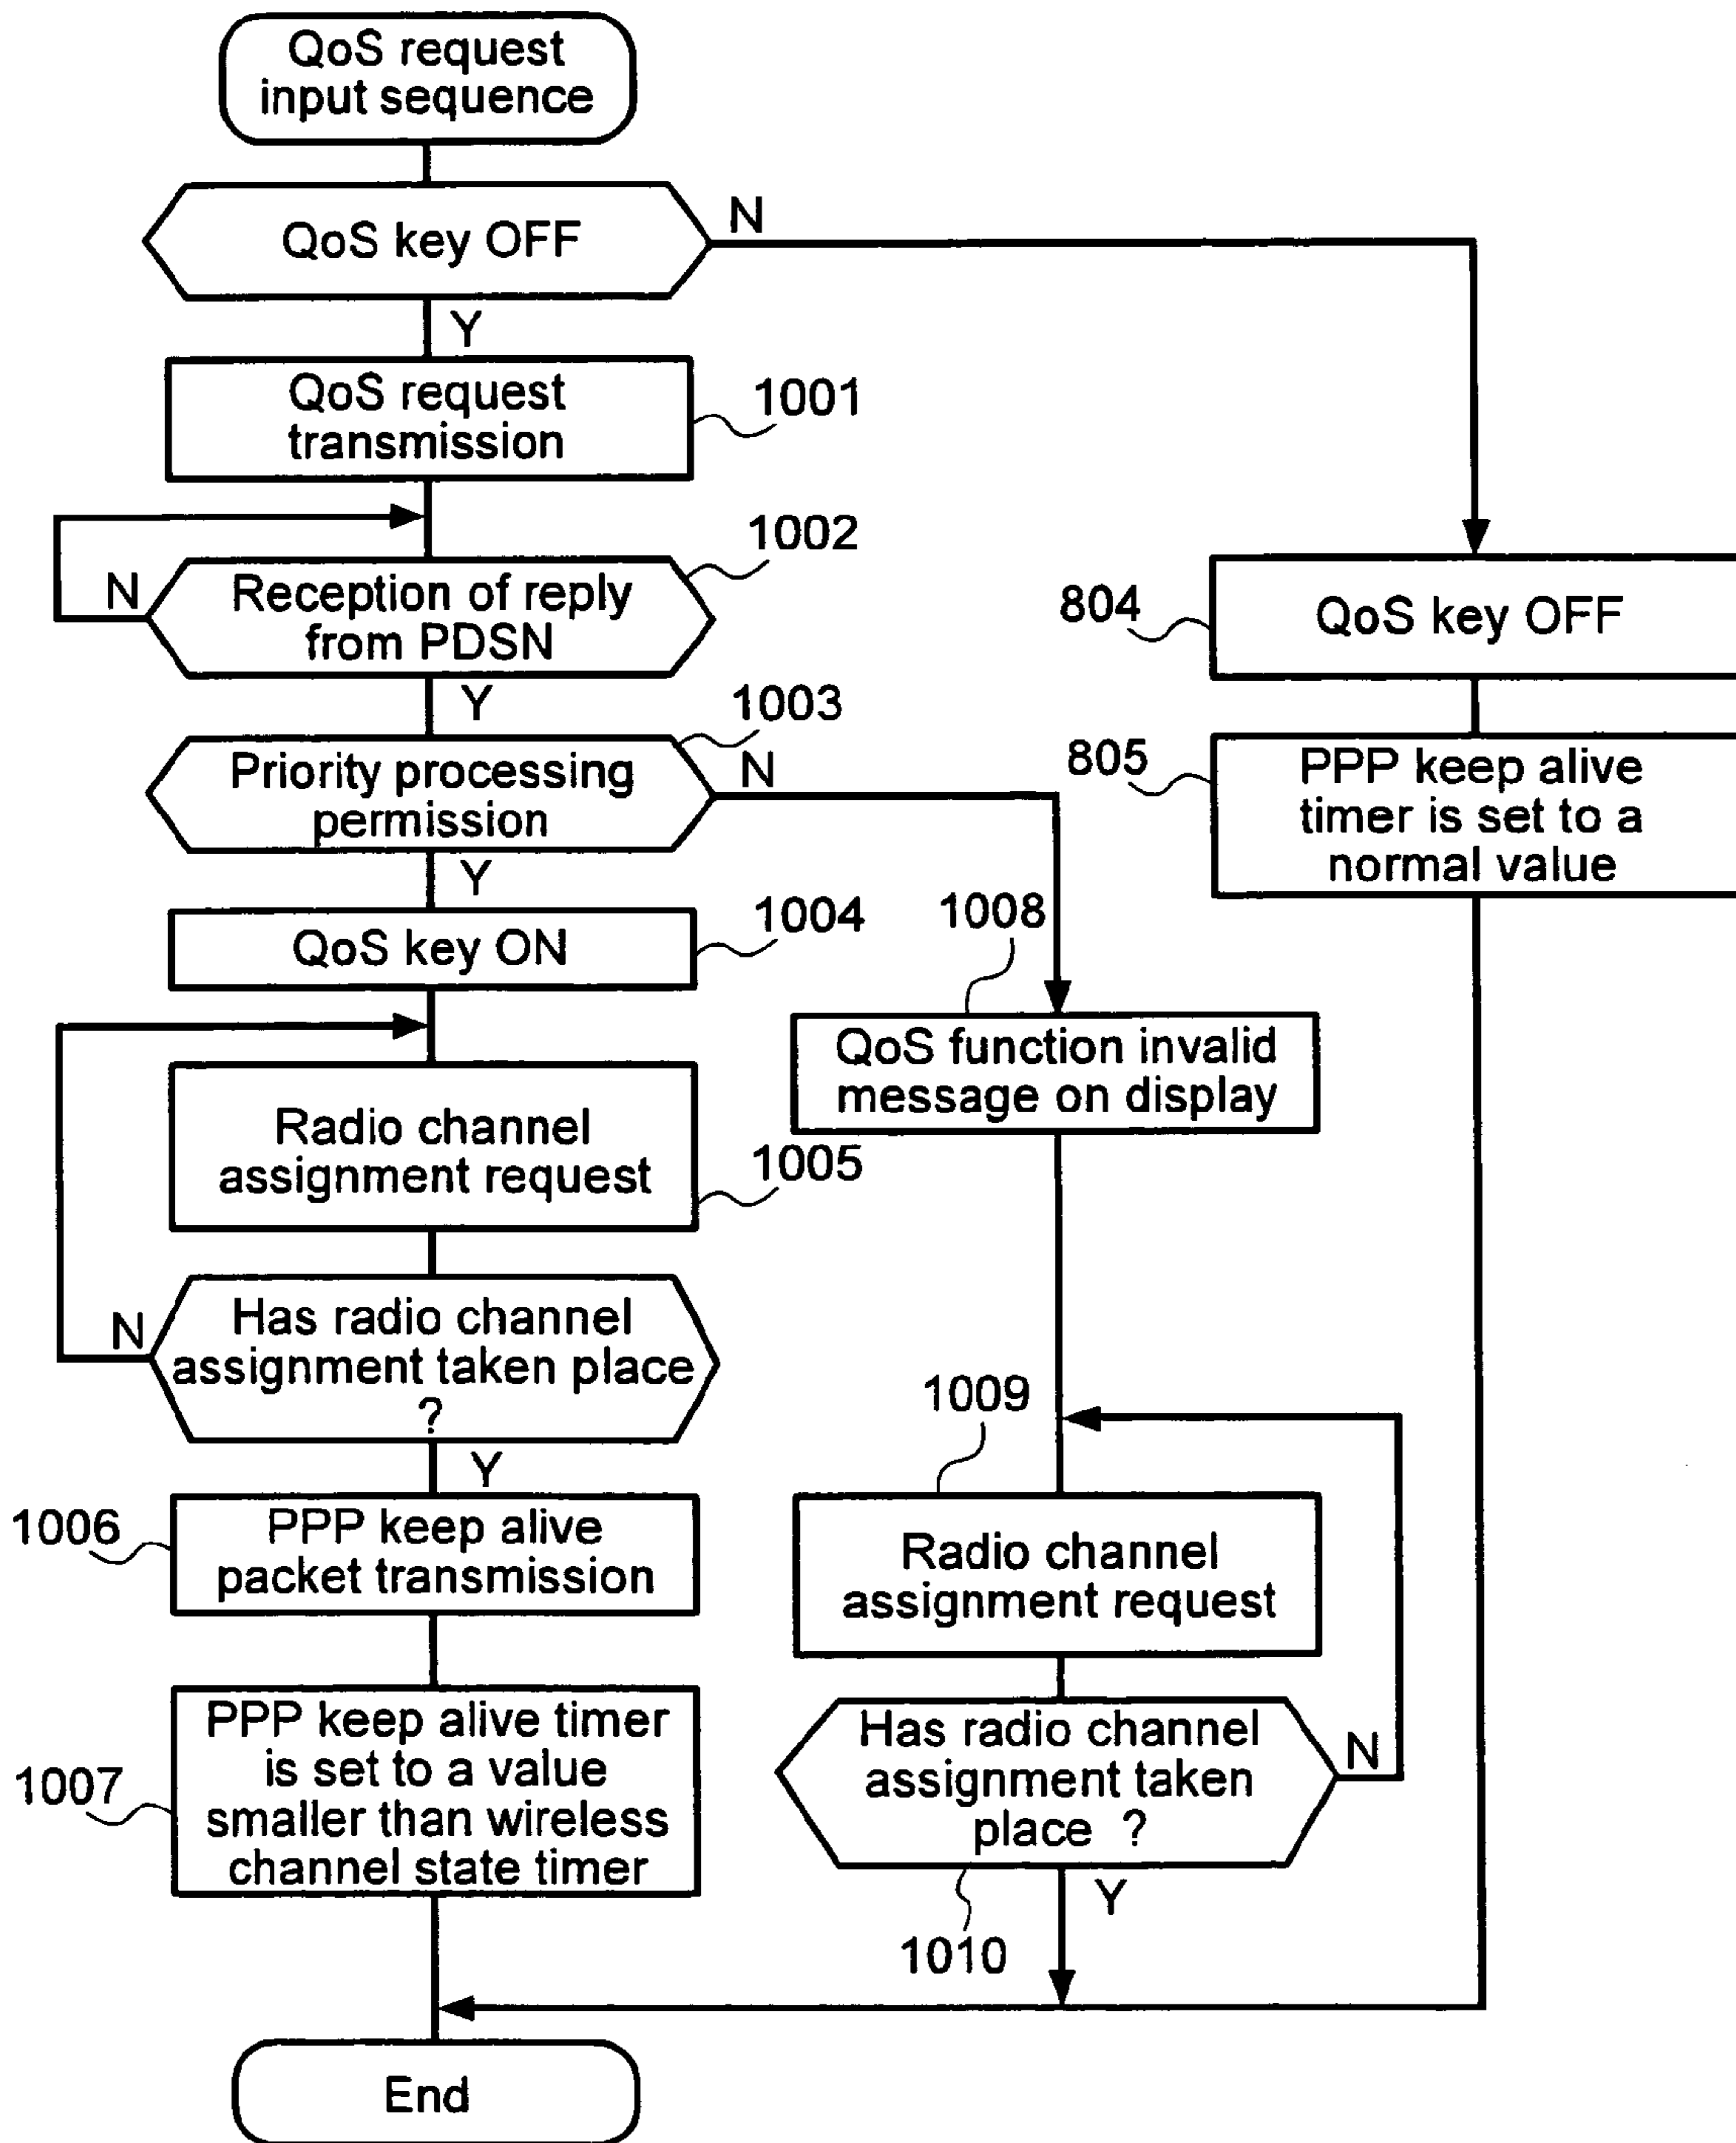 QoS request
input sequence
QoS key OFF
N
Y
QoS request
transmission
1001
1002
N
Reception of reply
from PDSN
Y
804
QoS key OFF
1003
Priority processing
permission
N
Y
805
PPP keep alive
timer is set to a
normal value
1004
QoS key ON
1008
QoS function invalid
message on display
Radio channel
assignment request
1005
N
Has radio channel
assignment taken place
?
Y
1009
Radio channel
assignment request
1006
PPP keep alive
packet transmission
1007
PPP keep alive timer
is set to a value
smaller than wireless
channel state timer
Has radio channel
assignment taken
place ?
N
Y
1010
End